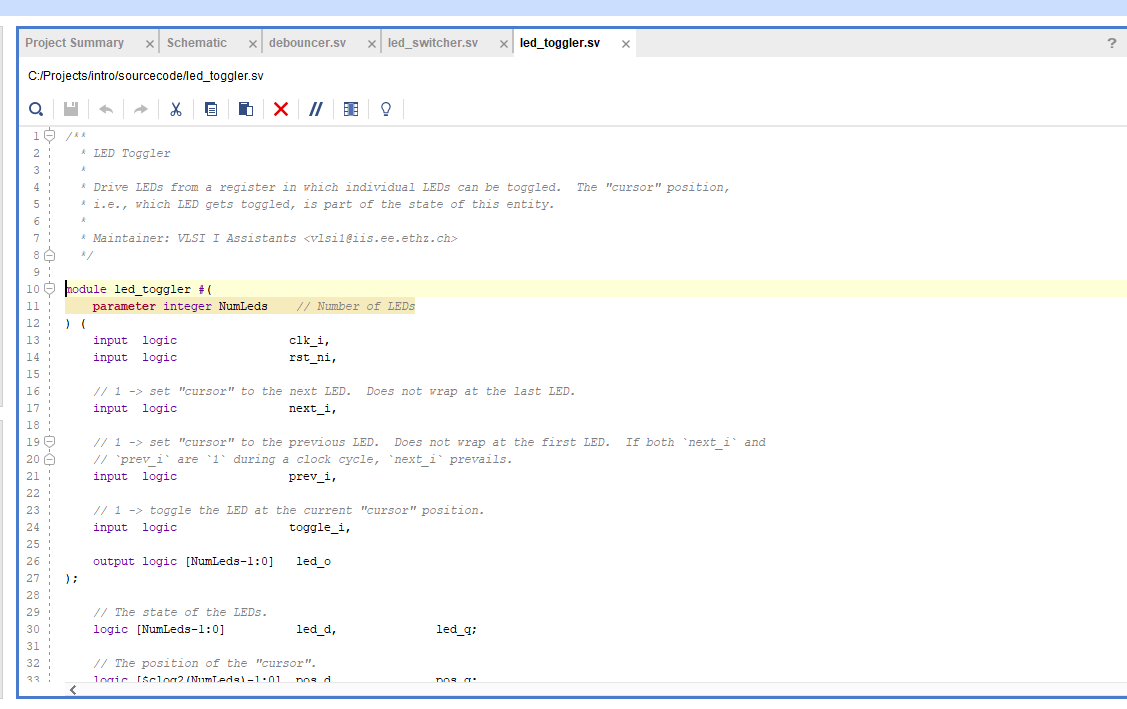 Project Summary × Schematic × debouncer.sv × led_switcher.sv × led_toggler.sv × ?
C:/Projects/intro/sourcecode/led_toggler.sv
1 /**
2 * LED Toggler
3 *
4 * Drive LEDs from a register in which individual LEDs can be toggled.  The "cursor" position,
5 * i.e., which LED gets toggled, is part of the state of this entity.
6 *
7 * Maintainer: VLSI I Assistants <vlsi1@iis.ee.ethz.ch>
8 */
9
10 module led_toggler #(
11 parameter integer NumLeds    // Number of LEDs
12 ) (
13 input  logic                clk_i,
14 input  logic                rst_ni,
15
16 // 1 -> set "cursor" to the next LED.  Does not wrap at the last LED.
17 input  logic                next_i,
18
19 // 1 -> set "cursor" to the previous LED.  Does not wrap at the first LED.  If both `next_i` and
20 // `prev_i` are `1` during a clock cycle, `next_i` prevails.
21 input  logic                prev_i,
22
23 // 1 -> toggle the LED at the current "cursor" position.
24 input  logic                toggle_i,
25
26 output logic [NumLeds-1:0]   led_o
27 );
28
29 // The state of the LEDs.
30 logic [NumLeds-1:0]          led_d,              led_q;
31
32 // The position of the "cursor".
33 logic [$clog2(NumLeds)-1:0]  pos_d,              pos_q;